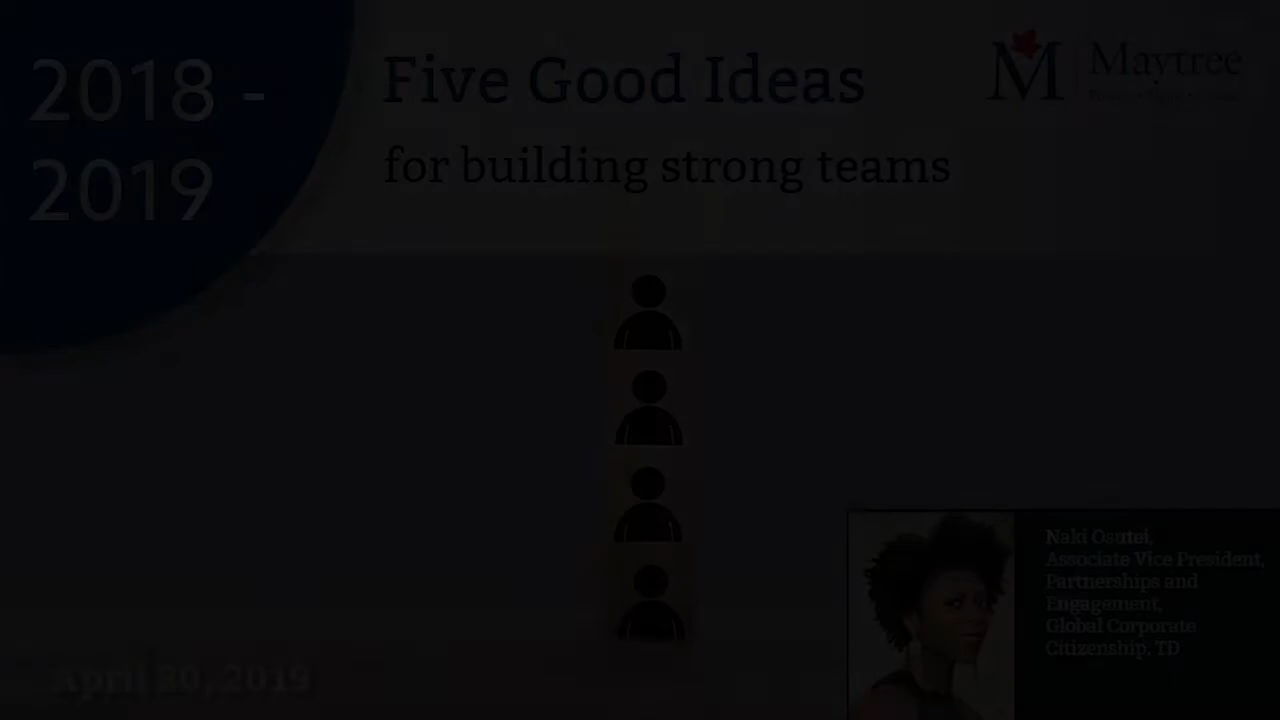 2018 -
2019
Five Good Ideas
for building strong teams
Maytree
Naki Osutei,
Associate Vice President,
Partnerships and
Engagement,
Global Corporate
Citizenship, TD
april 30, 2019